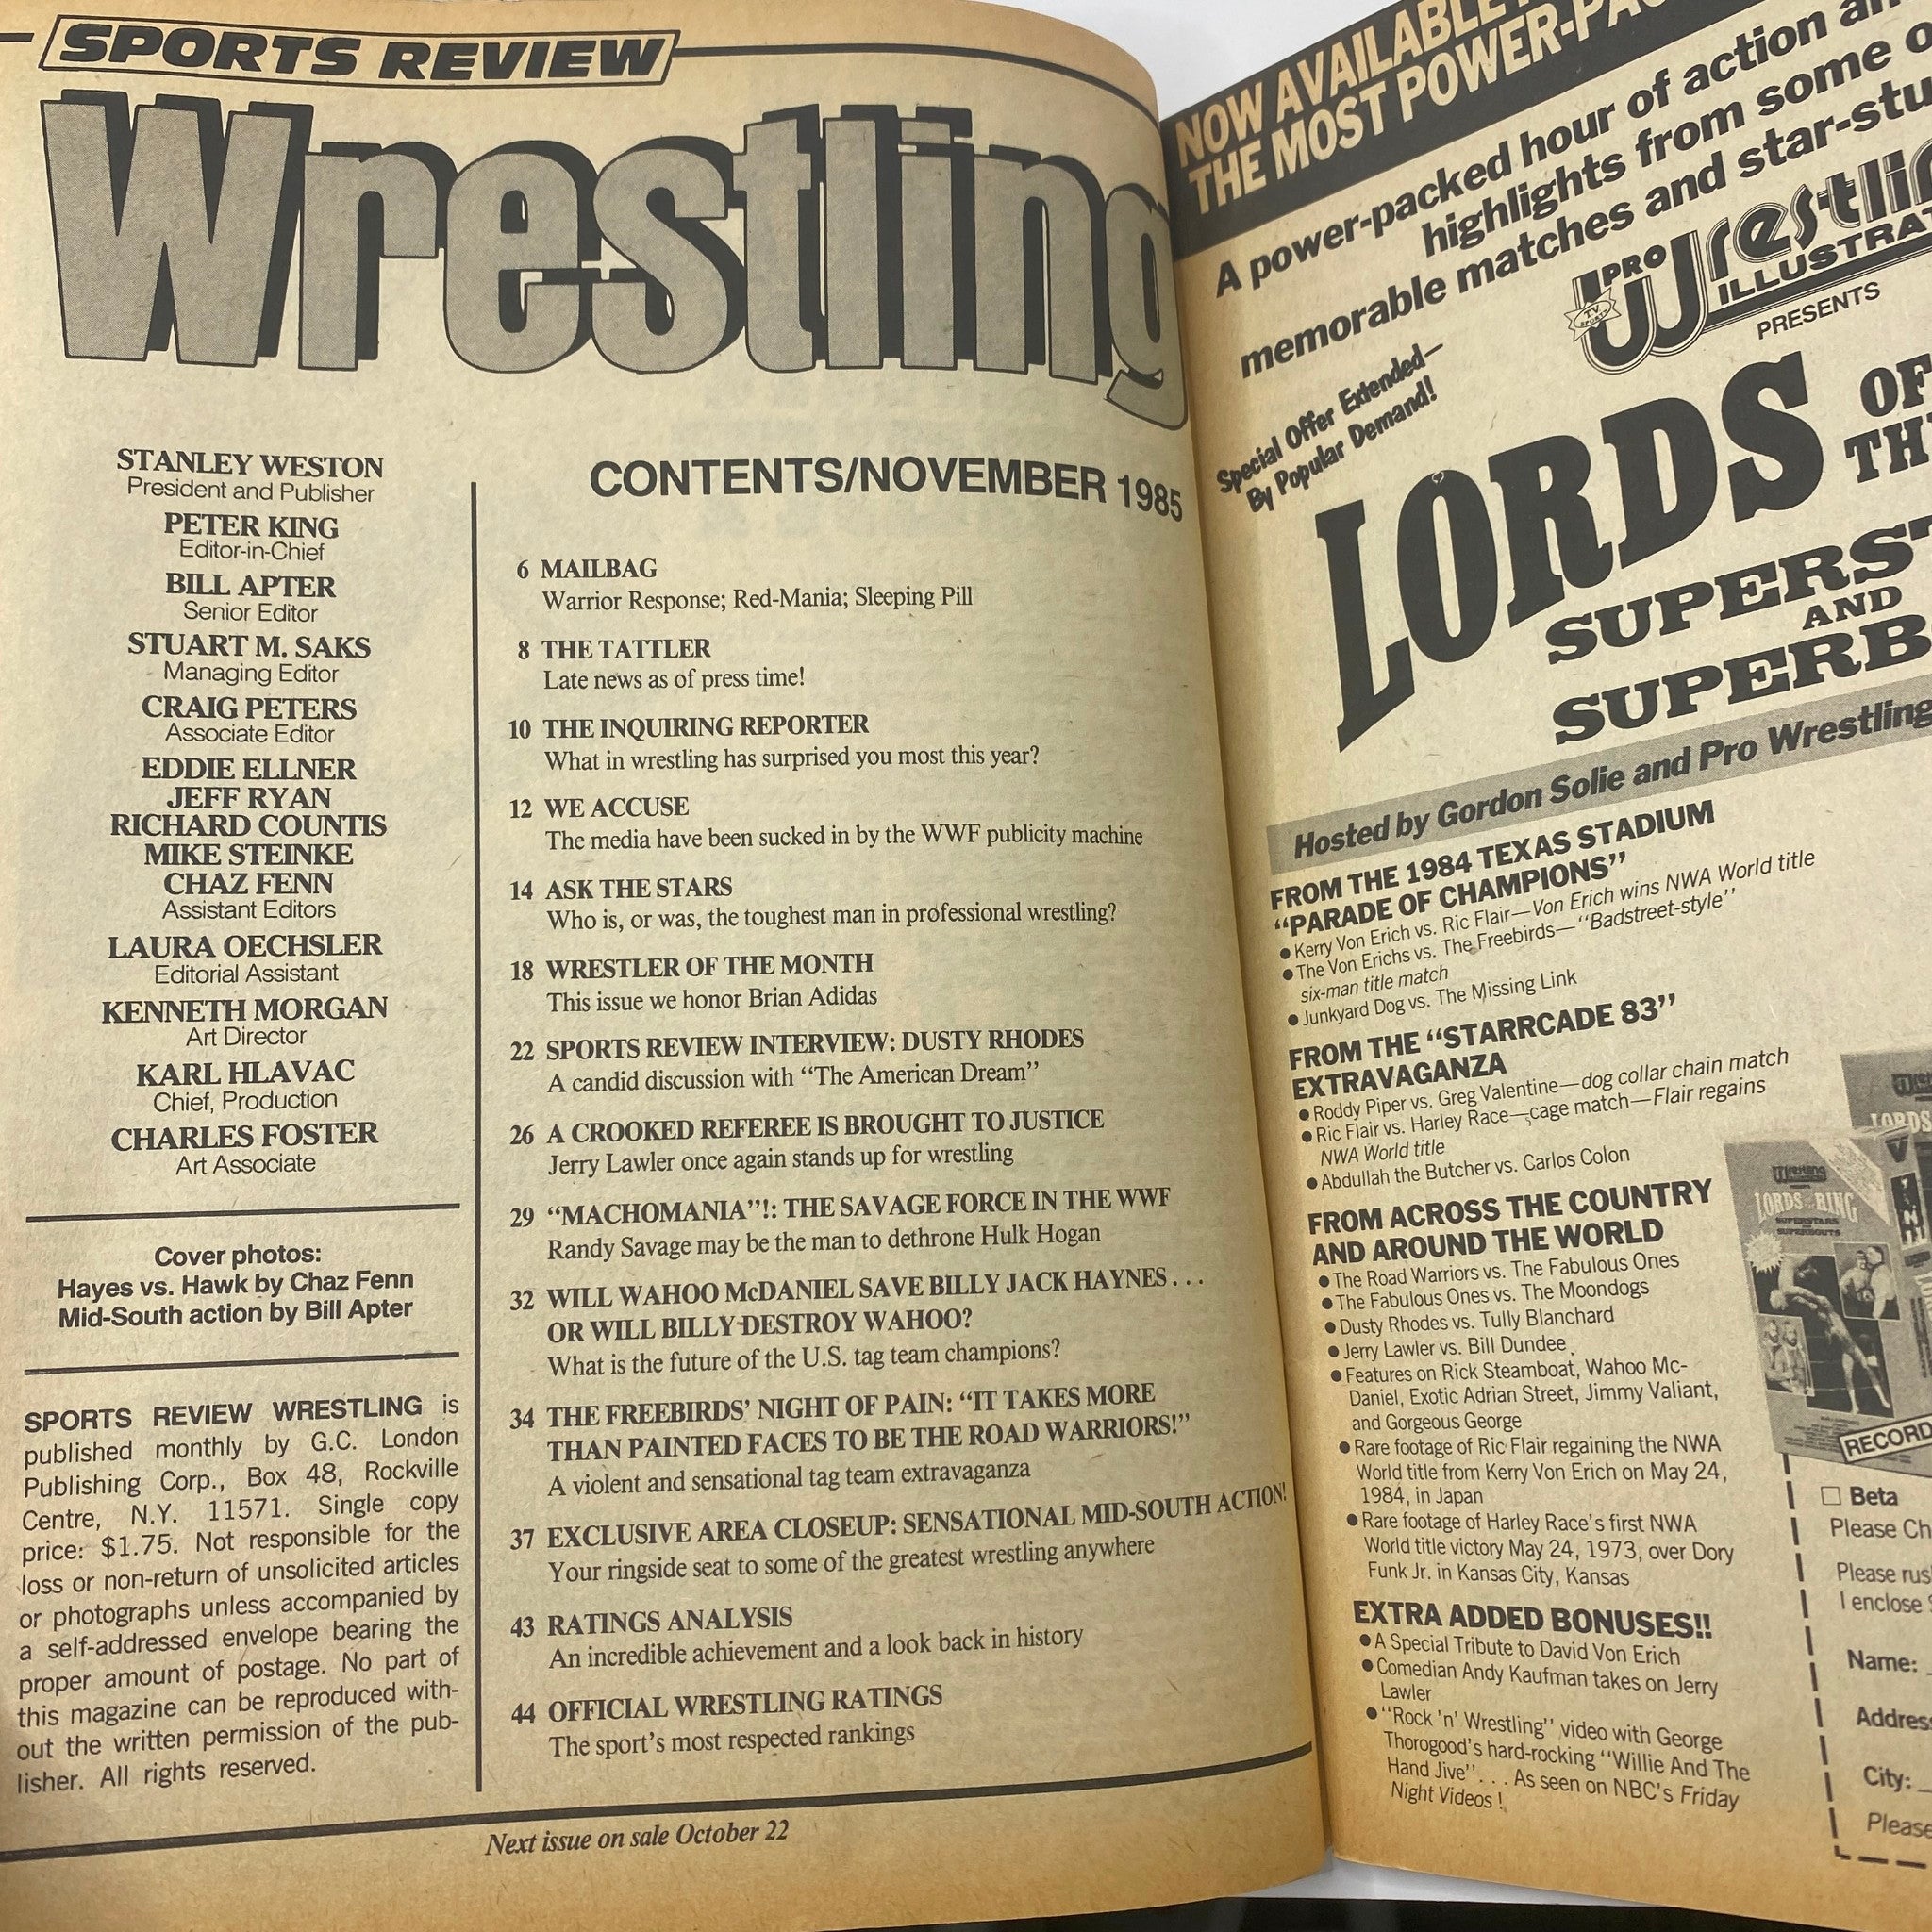 SPORTS REVIEW
Wrestling
STANLEY WESTON
President and Publisher
PETER KING
Editor-in-Chief
BILL APTER
Senior Editor
STUART M. SAKS
Managing Editor
CRAIG PETERS
Associate Editor
EDDIE ELLNER
JEFF RYAN
RICHARD COUNTIS
MIKE STEINKE
CHAZ FENN
Assistant Editors
LAURA OECHSLER
Editorial Assistant
KENNETH MORGAN
Art Director
KARL HLAVAC
Chief, Production
CHARLES FOSTER
Art Associate
Cover photos:
Hayes vs. Hawk by Chaz Fenn
Mid-South action by Bill Apter
SPORTS REVIEW WRESTLING is
published monthly by G.C. London
Publishing Corp., Box 48, Rockville
Centre, N.Y. 11571. Single copy
price: $1.75. Not responsible for the
loss or non-return of unsolicited articles
or photographs unless accompanied by
a self-addressed envelope bearing the
proper amount of postage. No part of
this magazine can be reproduced with-
out the written permission of the pub-
lisher. All rights reserved.
CONTENTS/NOVEMBER 1985
6 MAILBAG
Warrior Response; Red-Mania; Sleeping Pill
8 THE TATTLER
Late news as of press time!
10 THE INQUIRING REPORTER
What in wrestling has surprised you most this year?
12 WE ACCUSE
The media have been sucked in by the WWF publicity machine
14 ASK THE STARS
Who is, or was, the toughest man in professional wrestling?
18 WRESTLER OF THE MONTH
This issue we honor Brian Adidas
22 SPORTS REVIEW INTERVIEW: DUSTY RHODES
A candid discussion with "The American Dream"
26 A CROOKED REFEREE IS BROUGHT TO JUSTICE
Jerry Lawler once again stands up for wrestling
29 "MACHOMANIA"!: THE SAVAGE FORCE IN THE WWF
Randy Savage may be the man to dethrone Hulk Hogan
32 WILL WAHOO McDANIEL SAVE BILLY JACK HAYNES . . .
OR WILL BILLY DESTROY WAHOO?
What is the future of the U.S. tag team champions?
34 THE FREEBIRDS' NIGHT OF PAIN: "IT TAKES MORE
THAN PAINTED FACES TO BE THE ROAD WARRIORS!"
A violent and sensational tag team extravaganza
37 EXCLUSIVE AREA CLOSEUP: SENSATIONAL MID-SOUTH ACTION!
Your ringside seat to some of the greatest wrestling anywhere
43 RATINGS ANALYSIS
An incredible achievement and a look back in history
44 OFFICIAL WRESTLING RATINGS
The sport's most respected rankings
Next issue on sale October 22
NOW AVAILABLE
THE MOST POWER-PAC
A power-packed hour of action an
highlights from some o
memorable matches and star-stu
PRO
Wrestlin
ILLUSTRAT
TV SPORTS
PRESENTS
Special Offer Extended—
By Popular Demand!
LORDS OF
TH
SUPERST
AND
SUPERB
Hosted by Gordon Solie and Pro Wrestling
FROM THE 1984 TEXAS STADIUM
"PARADE OF CHAMPIONS"
● Kerry Von Erich vs. Ric Flair—Von Erich wins NWA World title
● The Von Erichs vs. The Freebirds—"Badstreet-style"
six-man title match
● Junkyard Dog vs. The Missing Link
FROM THE "STARRCADE 83"
EXTRAVAGANZA
● Roddy Piper vs. Greg Valentine—dog collar chain match
● Ric Flair vs. Harley Race—cage match—Flair regains
NWA World title
● Abdullah the Butcher vs. Carlos Colon
FROM ACROSS THE COUNTRY
AND AROUND THE WORLD
● The Road Warriors vs. The Fabulous Ones
● The Fabulous Ones vs. The Moondogs
● Dusty Rhodes vs. Tully Blanchard
● Jerry Lawler vs. Bill Dundee
● Features on Rick Steamboat, Wahoo Mc-
Daniel, Exotic Adrian Street, Jimmy Valiant,
and Gorgeous George
● Rare footage of Ric Flair regaining the NWA
World title from Kerry Von Erich on May 24,
1984, in Japan
● Rare footage of Harley Race's first NWA
World title victory May 24, 1973, over Dory
Funk Jr. in Kansas City, Kansas
EXTRA ADDED BONUSES!!
● A Special Tribute to David Von Erich
● Comedian Andy Kaufman takes on Jerry
Lawler
● "Rock 'n' Wrestling" video with George
Thorogood's hard-rocking "Willie And The
Hand Jive" . . . As seen on NBC's Friday
Night Videos!
Wrestling
LORDS OF THE RING
SUPERSTARS
SUPERBOUTS
LORDS
RECORD
□ Beta
Please Ch
Please rus
I enclose $
Name:
Address
City:
Please